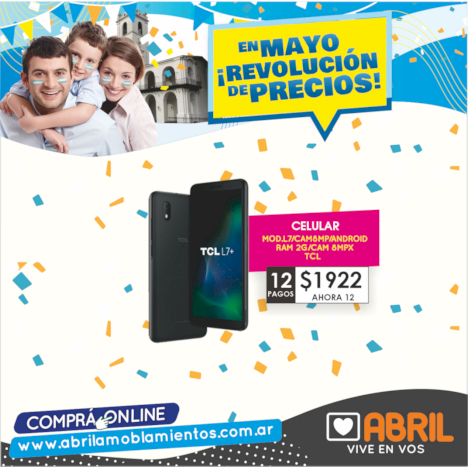 EN MAYO
¡REVOLUCIÓN
DE PRECIOS!
CELULAR
MOD.L7/CAM8MP/ANDROID
RAM 2G/CAM 8MPX
TCL
TCL L7+
12 PAGOS
$1922
AHORA 12
COMPRÁ ONLINE
www.abrilamoblamientos.com.ar
ABRIL
VIVE EN VOS